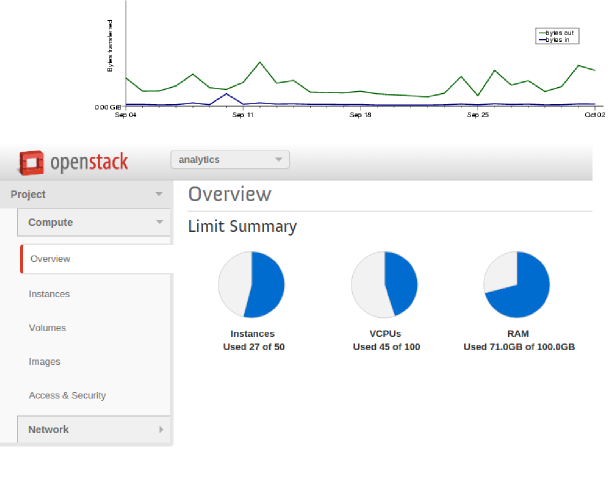 bytes out
bytes in
Bytes transferred
0.00 GB
Sep 04 Sep 11 Sep 18 Sep 25 Oct 02
openstack analytics
Project
Overview
Compute
Limit Summary
Overview
Instances
Volumes
Images
Access & Security
Network
Instances VCPUs RAM
Used 27 of 50 Used 45 of 100 Used 71.0GB of 100.0GB